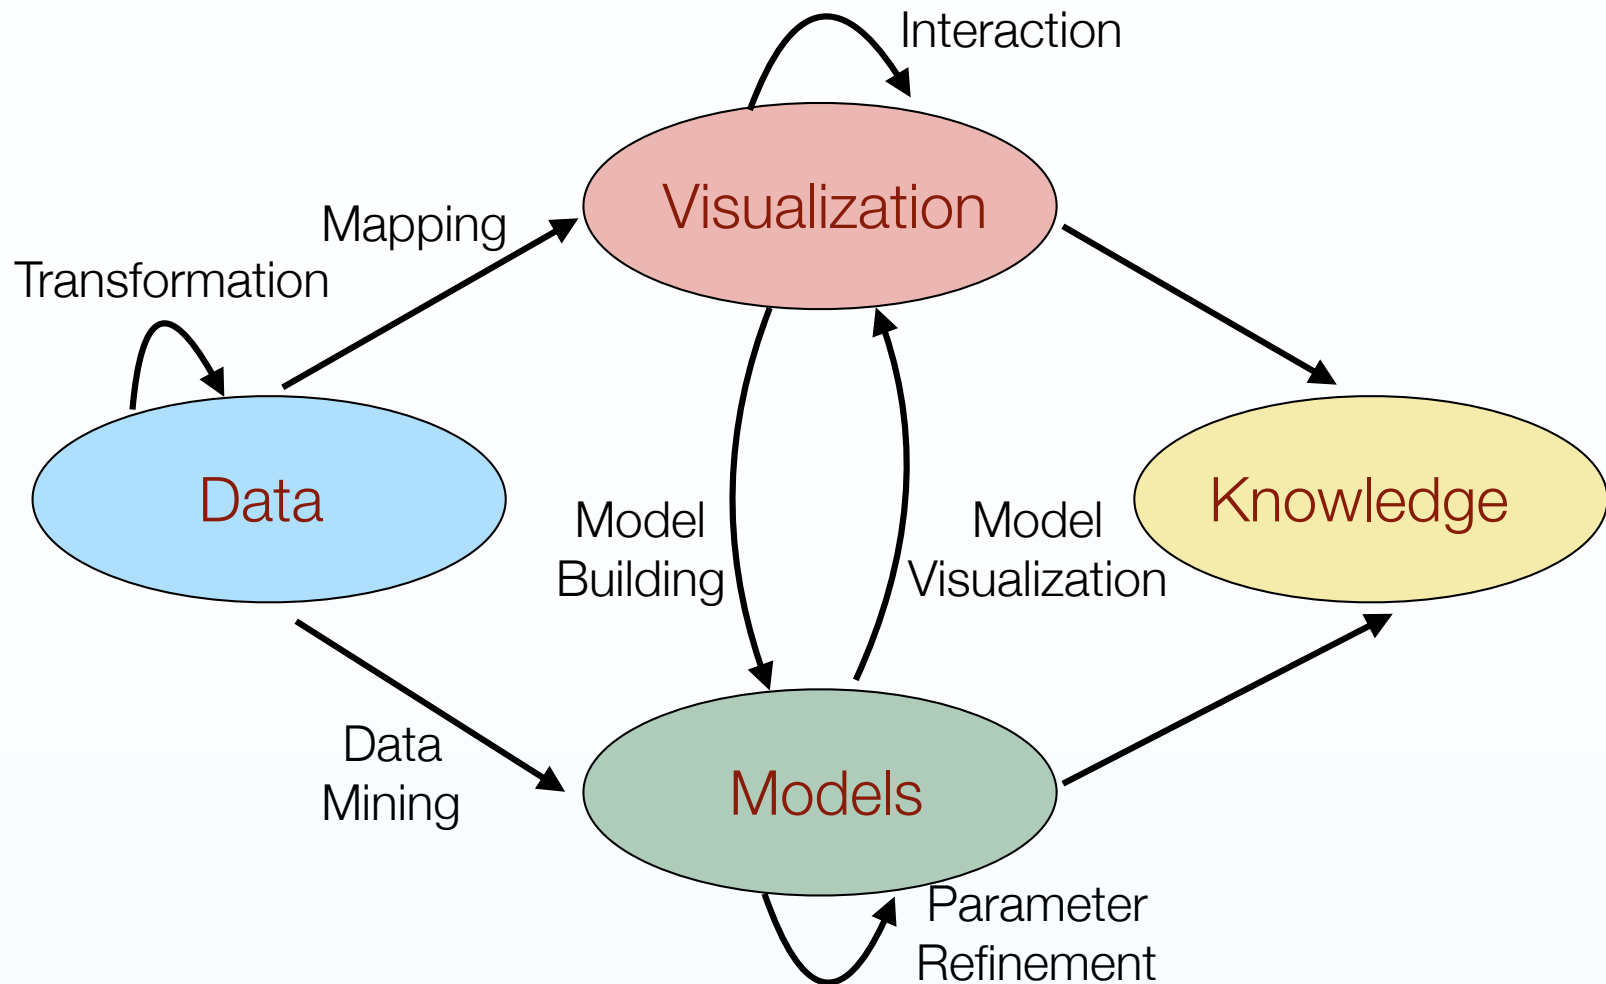 Interaction
Visualization
Mapping
Transformation
Data
Knowledge
Model
Building
Model
Visualization
Data
Mining
Models
Parameter
Refinement